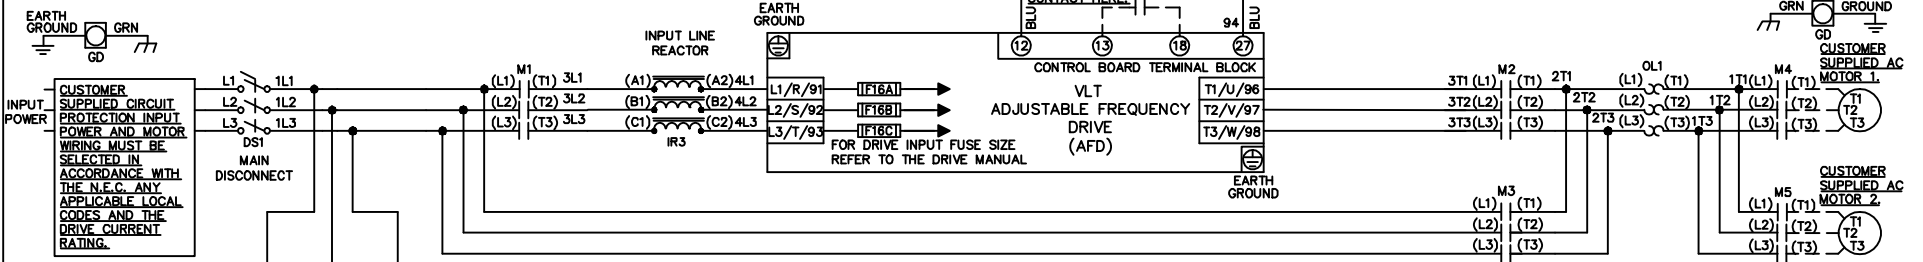 EARTH
GROUND
GRN
GD
INPUT
POWER
CUSTOMER
SUPPLIED CIRCUIT
PROTECTION INPUT
POWER AND MOTOR
WIRING MUST BE
SELECTED IN
ACCORDANCE WITH
THE N.E.C. ANY
APPLICABLE LOCAL
CODES AND THE
DRIVE CURRENT
RATING.
L1 1L1
L2 1L2
L3 1L3
DS1
MAIN
DISCONNECT
M1
(L1) (T1) 3L1
(L2) (T2) 3L2
(L3) (T3) 3L3
INPUT LINE
REACTOR
(A1) (A2) 4L1
(B1) (B2) 4L2
(C1) (C2) 4L3
IR3
EARTH
GROUND
L1/R/91
L2/S/92
L3/T/93
F16A
F16B
F16C
FOR DRIVE INPUT FUSE SIZE
REFER TO THE DRIVE MANUAL
CONTACT HERE.
BLU
94 BLU
12 13 18 27
CONTROL BOARD TERMINAL BLOCK
VLT
ADJUSTABLE FREQUENCY
DRIVE
(AFD)
T1/U/96
T2/V/97
T3/W/98
EARTH
GROUND
M2
3T1 (L1) (T1) 2T1
3T2 (L2) (T2) 2T2
3T3 (L3) (T3) 2T3
M3
(L1) (T1)
(L2) (T2)
(L3) (T3)
OL1
(L1) (T1) 1T1
(L2) (T2) 1T2
(L3) (T3) 1T3
GRN
GROUND
GD
CUSTOMER
SUPPLIED AC
MOTOR 1.
M4
(L1) (T1)
(L2) (T2)
(L3) (T3)
T1
T2
T3
CUSTOMER
SUPPLIED AC
MOTOR 2.
M5
(L1) (T1)
(L2) (T2)
(L3) (T3)
T1
T2
T3